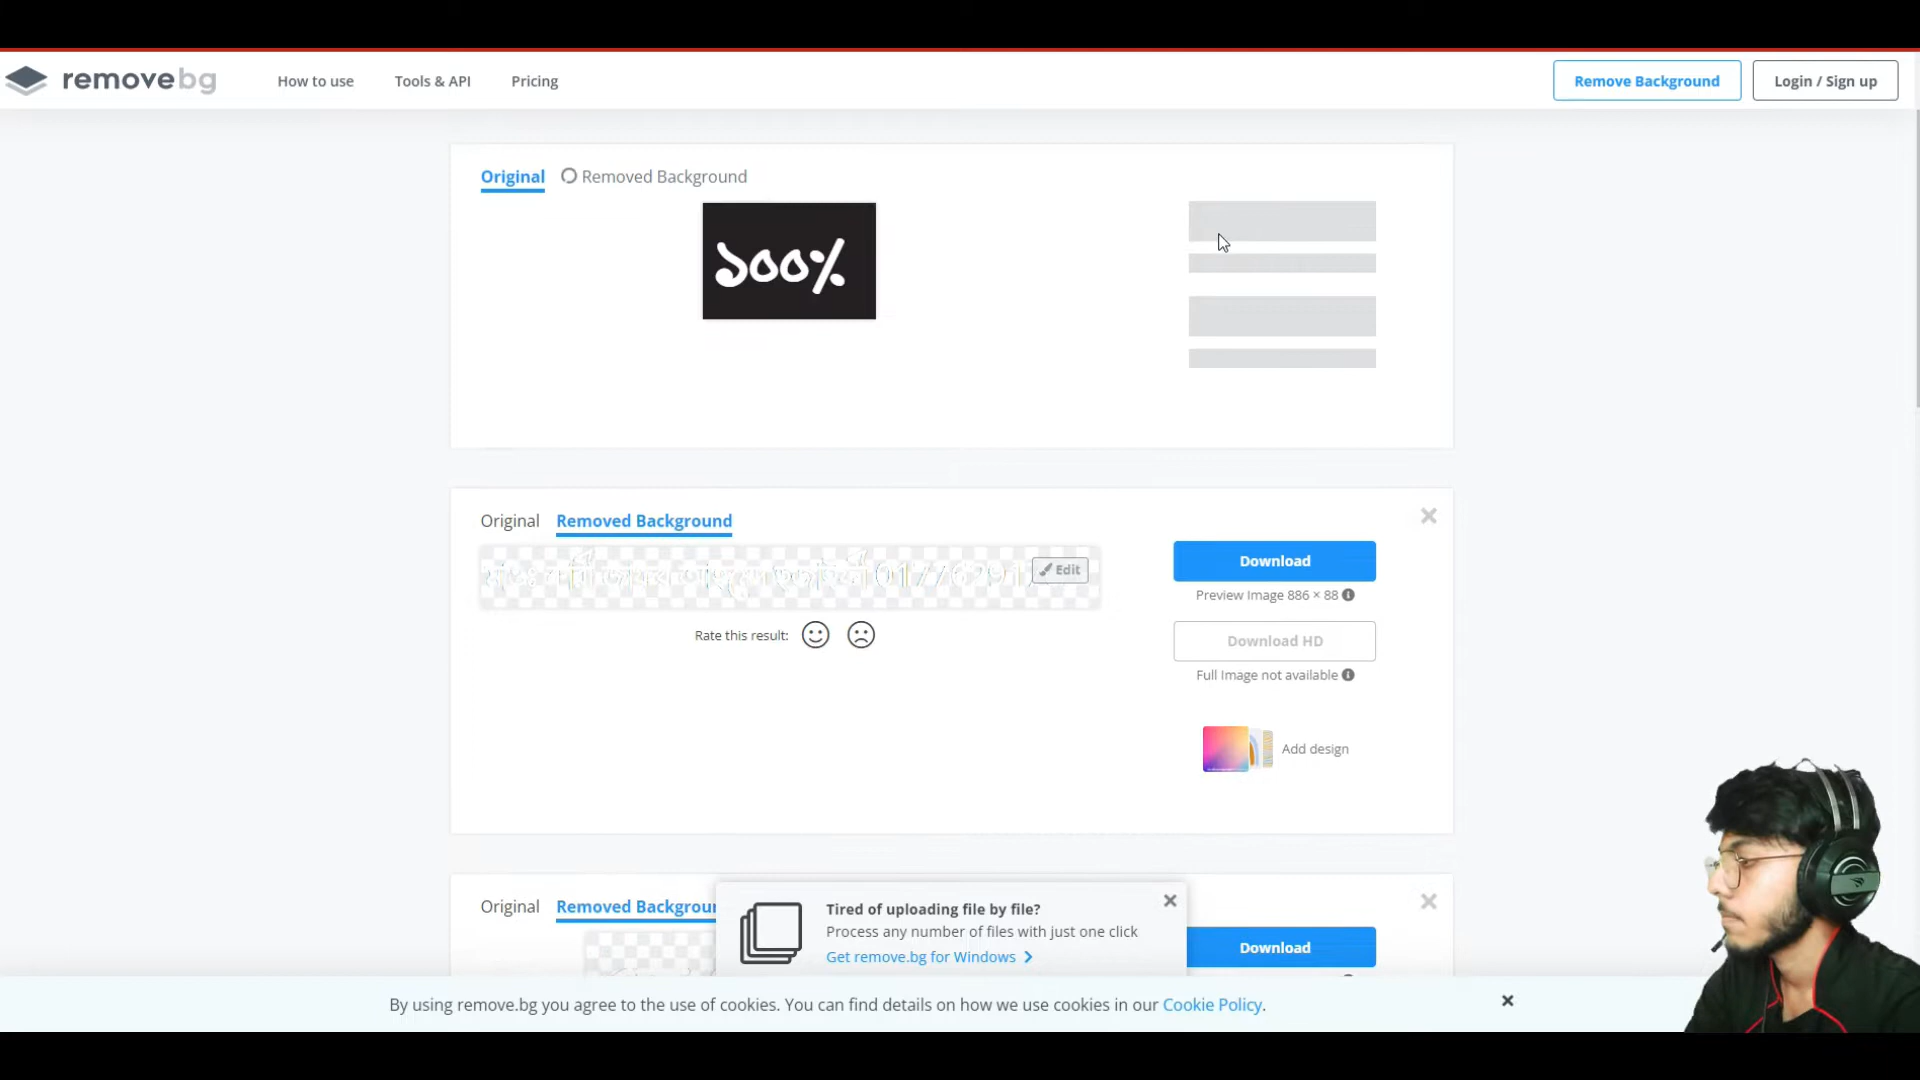 removebg
How to use
Tools & API
Pricing
Remove Background
Login / Sign up
Original
Removed Background
১০০%
Original
Removed Background
Edit
Rate this result:
Download
Preview Image 886 × 88
Download HD
Full Image not available
Add design
Original
Removed Backgroun
Download
Tired of uploading file by file?
Process any number of files with just one click
Get remove.bg for Windows
By using remove.bg you agree to the use of cookies. You can find details on how we use cookies in our Cookie Policy.